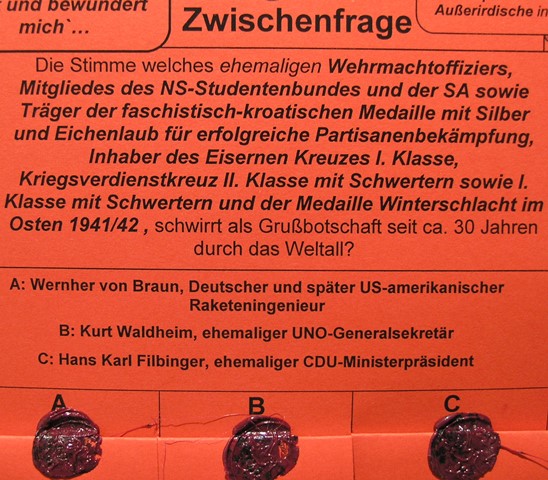 und bewundert
mich`...
Zwischenfrage
Außerirdische in
Die Stimme welches ehemaligen Wehrmachtoffiziers,
Mitgliedes des NS-Studentenbundes und der SA sowie
Träger der faschistisch-kroatischen Medaille mit Silber
und Eichenlaub für erfolgreiche Partisanenbekämpfung,
Inhaber des Eisernen Kreuzes I. Klasse,
Kriegsverdienstkreuz II. Klasse mit Schwertern sowie I.
Klasse mit Schwertern und der Medaille Winterschlacht im
Osten 1941/42 , schwirrt als Grußbotschaft seit ca. 30 Jahren
durch das Weltall?
A: Wernher von Braun, Deutscher und später US-amerikanischer
Raketeningenieur
B: Kurt Waldheim, ehemaliger UNO-Generalsekretär
C: Hans Karl Filbinger, ehemaliger CDU-Ministerpräsident
A B C